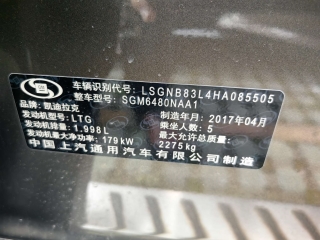 车辆识别代号：LSGNB83L4HA085505
整车型号：SGM6480NAA1
品牌：凯迪拉克 制造年月：2017年04月
发动机型号：LTG 乘坐人数：5
发动机排量：1.998L 最大允许总质量：
发动机最大净功率：179kW 2275kg
中国上汽通用汽车有限公司制造